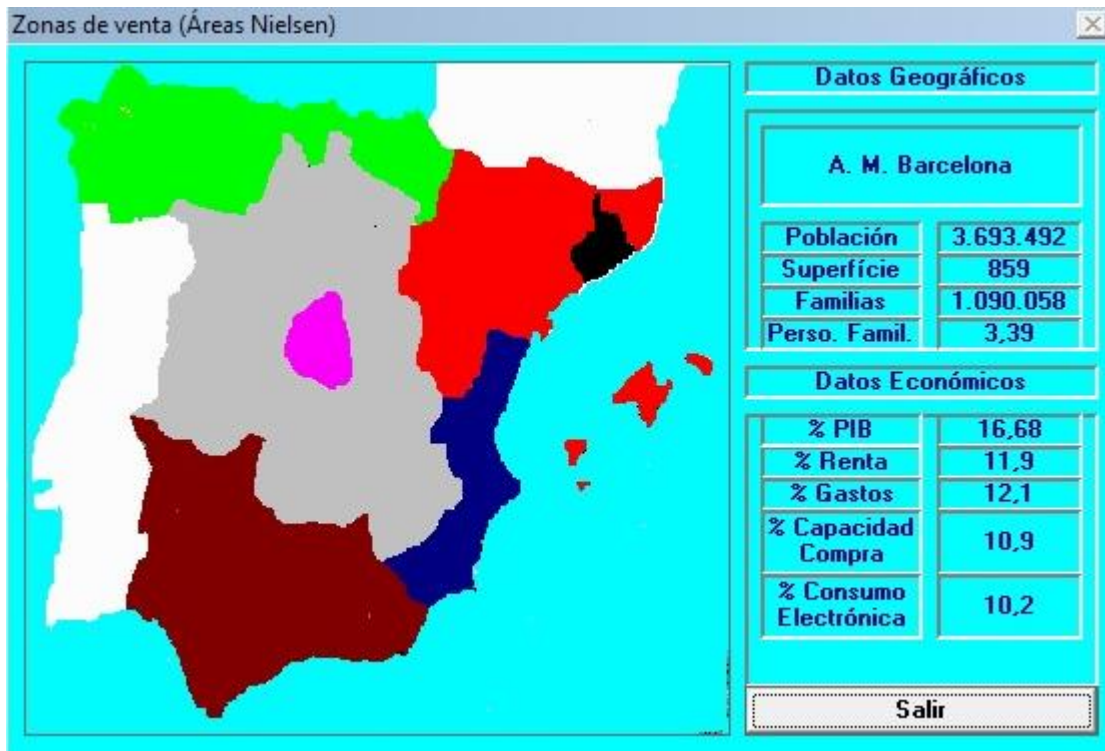 Zonas de venta (Áreas Nielsen)
Datos Geográficos
A. M. Barcelona
Población 3.693.492
Superfície 859
Familias 1.090.058
Perso. Famil. 3,39
Datos Económicos
% PIB 16,68
% Renta 11,9
% Gastos 12,1
% Capacidad
Compra 10,9
% Consumo
Electrónica 10,2
Salir